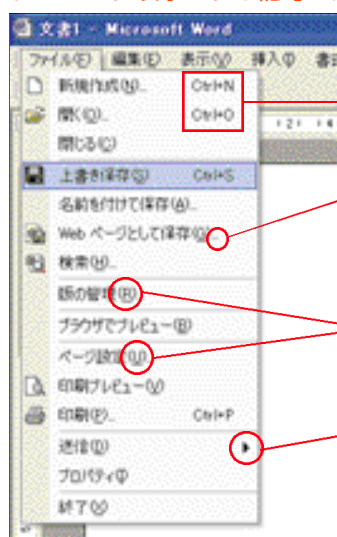 文書1 - Microsoft Word
ファイル(F) 編集(E) 表示(V) 挿入(I)
新規作成(N)... Ctrl+N
開く(O)... Ctrl+O
閉じる(C)
上書き保存(S) Ctrl+S
名前を付けて保存(A)...
Web ページとして保存(G)...
検索(H)...
版の管理(R)...
ブラウザでプレビュー(B)
ページ設定(U)...
印刷プレビュー(V)
印刷(P)... Ctrl+P
送信(D)
プロパティ(I)
終了(X)